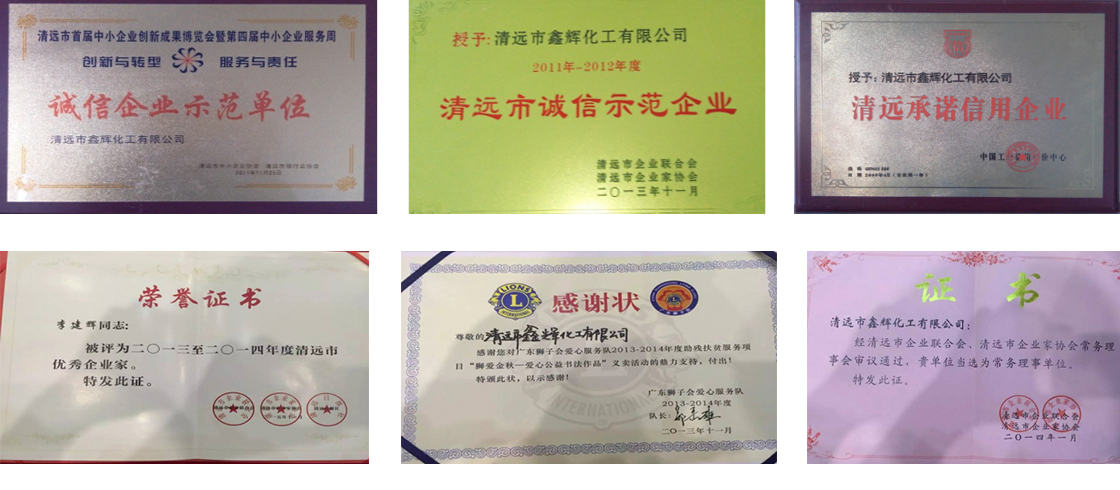 清远市首届中小企业创新成果博览会暨第四届中小企业服务周
创新与转型 服务与责任
诚信企业示范单位
清远市鑫辉化工有限公司
2011年11月25日
授予:清远市鑫辉化工有限公司
2011年-2012年度
清远市诚信示范企业
清远市企业联合会
清远市企业家协会
二〇一三年十一月
授予:清远市鑫辉化工有限公司
清远承诺信用企业
荣誉证书
李建辉同志:
被评为二〇一三至二〇一四年度清远市
优秀企业家。
特发此证。
LIONS
L
INTERNATIONAL
感谢状
尊敬的清远市鑫辉化工有限公司
感谢您对广东狮子会爱心服务队2013-2014年度助残扶贫服务项
目“狮爱金秋—爱心公益书法作品”义卖活动的鼎力支持,付出!
特颁此状,以示感谢!
广东狮子会爱心服务队
2013-2014年度
队长:
二〇一三年十一月
INTERNATIONAL
证书
清远市鑫辉化工有限公司:
经清远市企业联合会、清远市企业家协会常务理
事会审议通过,贵单位当选为常务理事单位。
特发此证。
清远市企业联合会
清远市企业家协会
二〇一四年一月